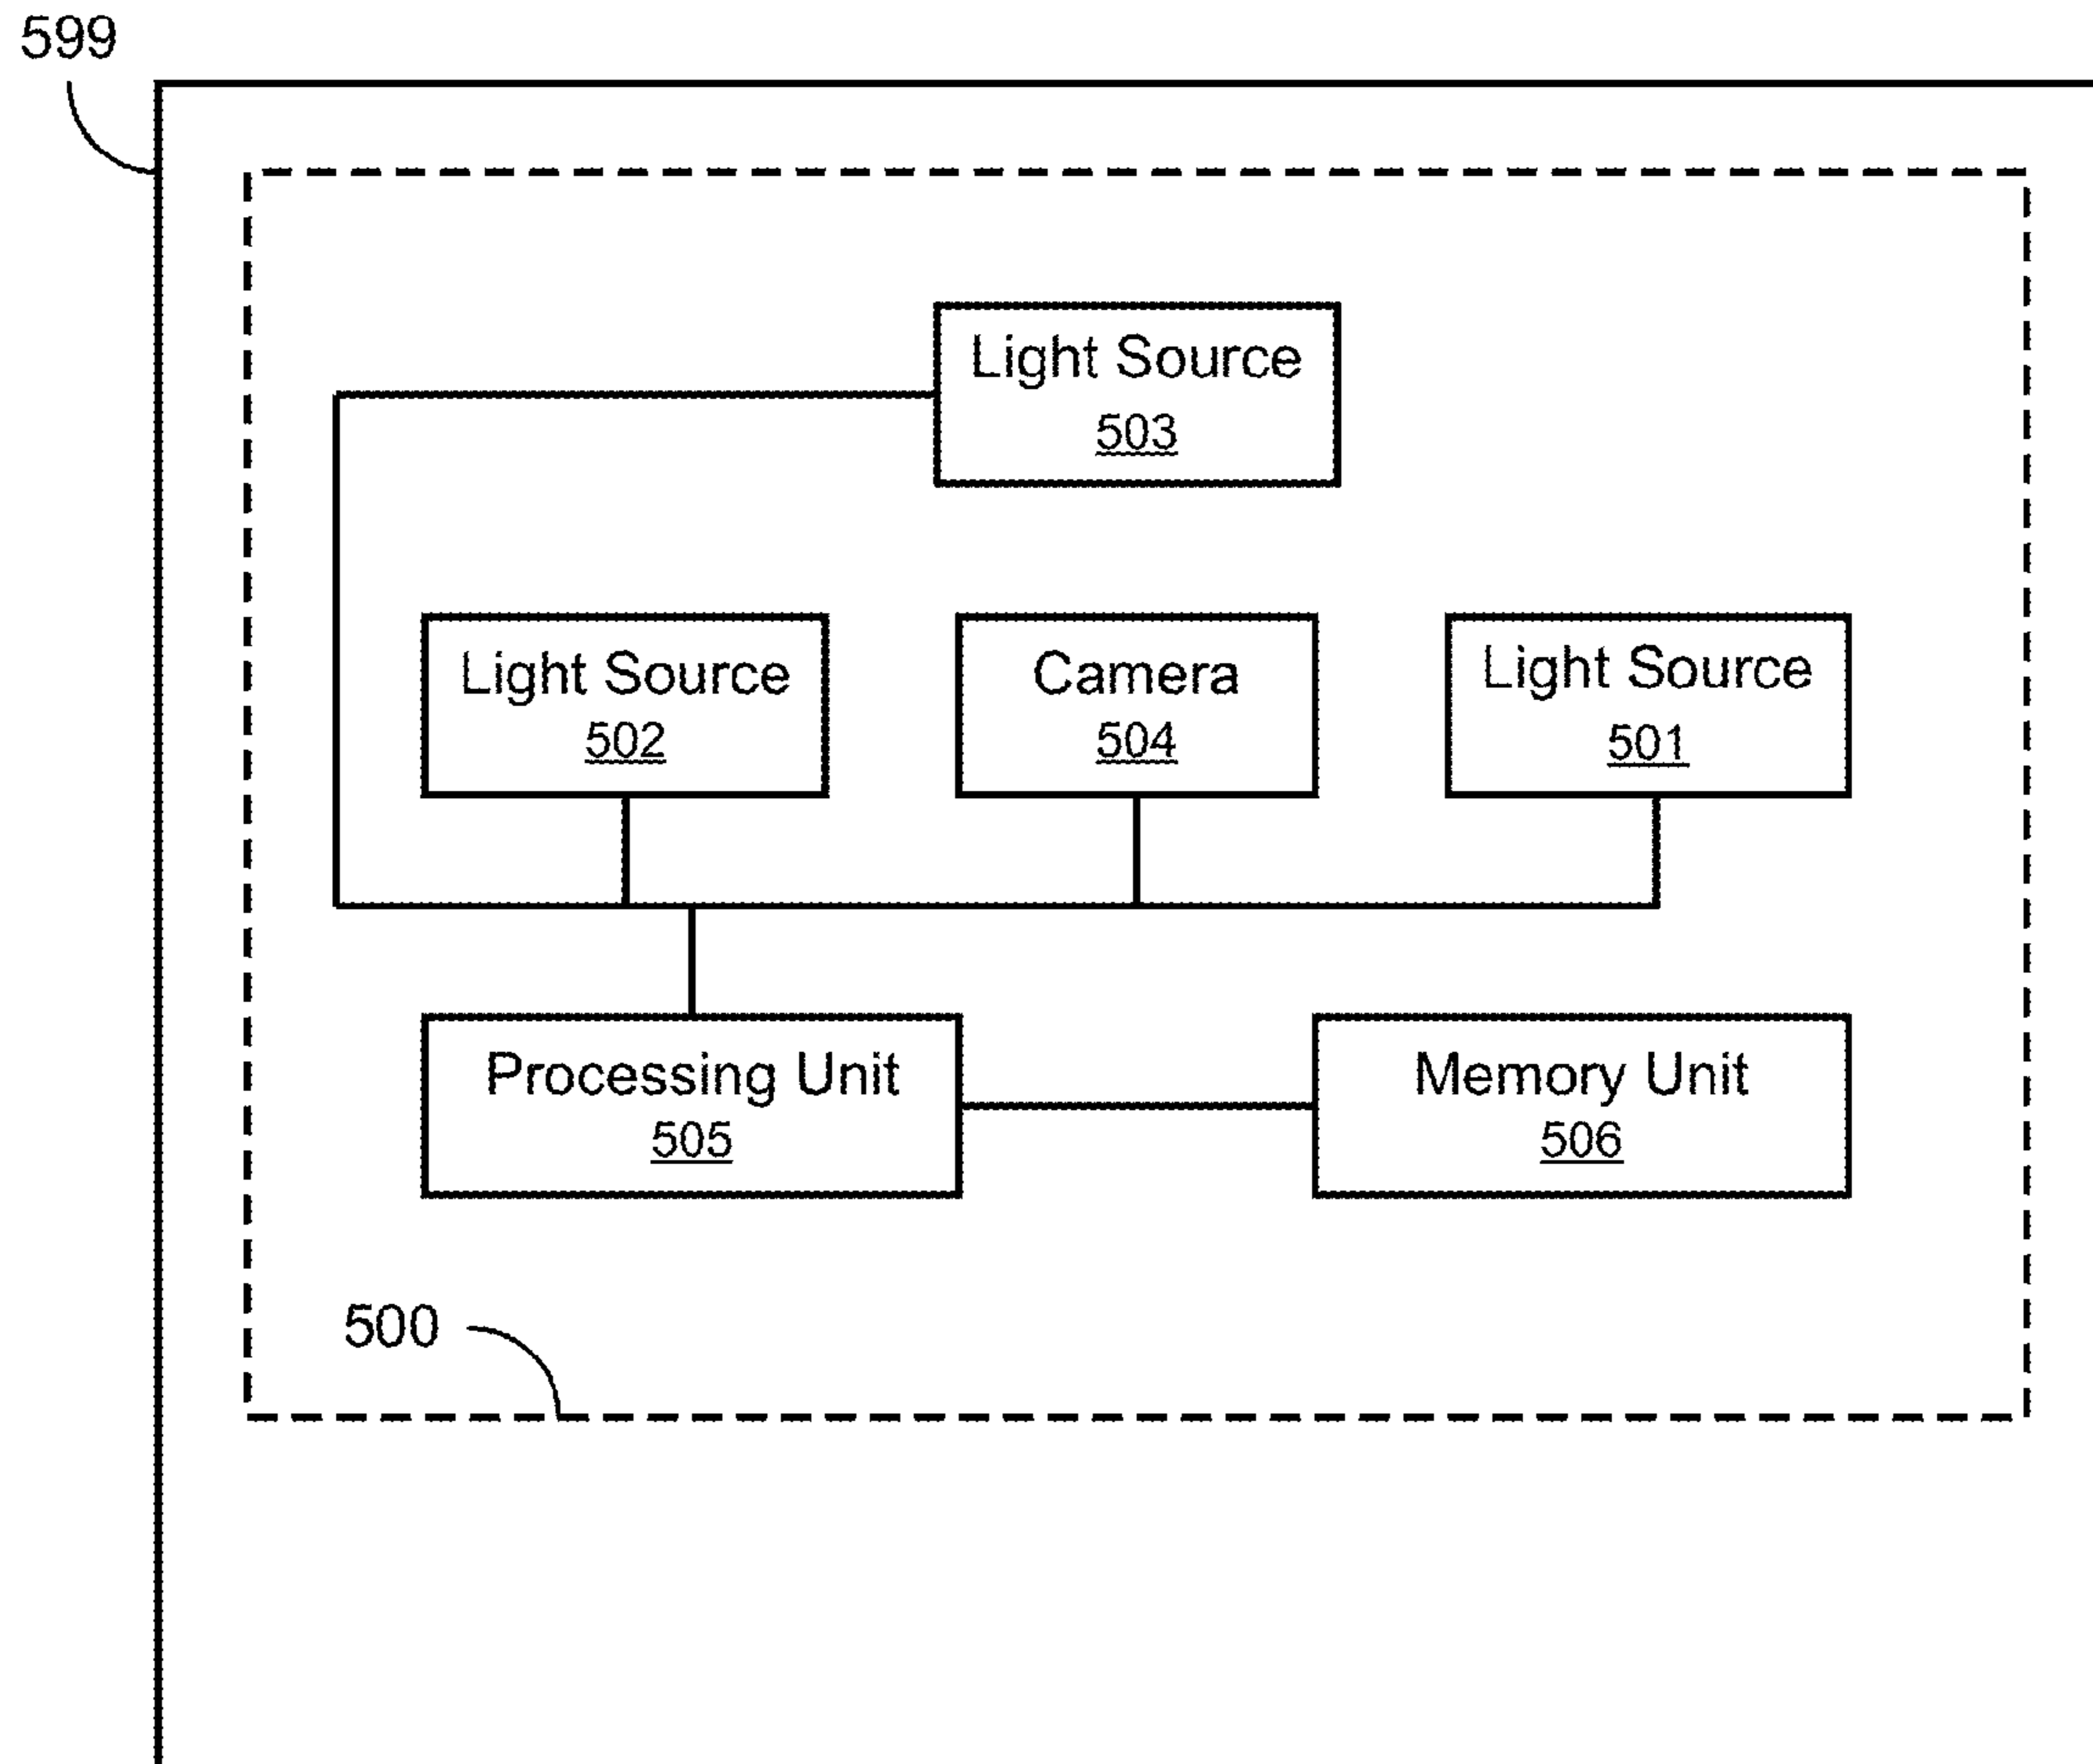 599
Light Source
503
Light Source
502
Camera
504
Light Source
501
Processing Unit
505
Memory Unit
506
500